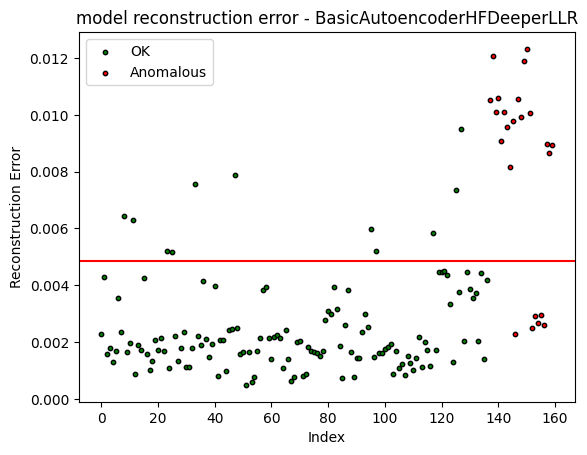 model reconstruction error - BasicAutoencoderHFDeeperLLR
OK
Anomalous
Reconstruction Error
0.012
0.010
0.008
0.006
0.004
0.002
0.000
0 20 40 60 80 100 120 140 160
Index